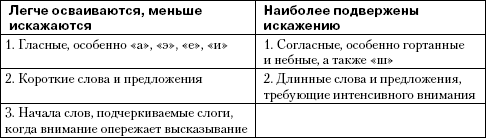 Легче осваиваются, меньше
искажаются
Наиболее подвержены
искажению
1. Гласные, особенно «а», «э», «е», «и»
1. Согласные, особенно гортанные
и небные, а также «ш»
2. Короткие слова и предложения
2. Длинные слова и предложения,
требующие интенсивного внимания
3. Начала слов, подчеркиваемые слоги,
когда внимание опережает высказывание